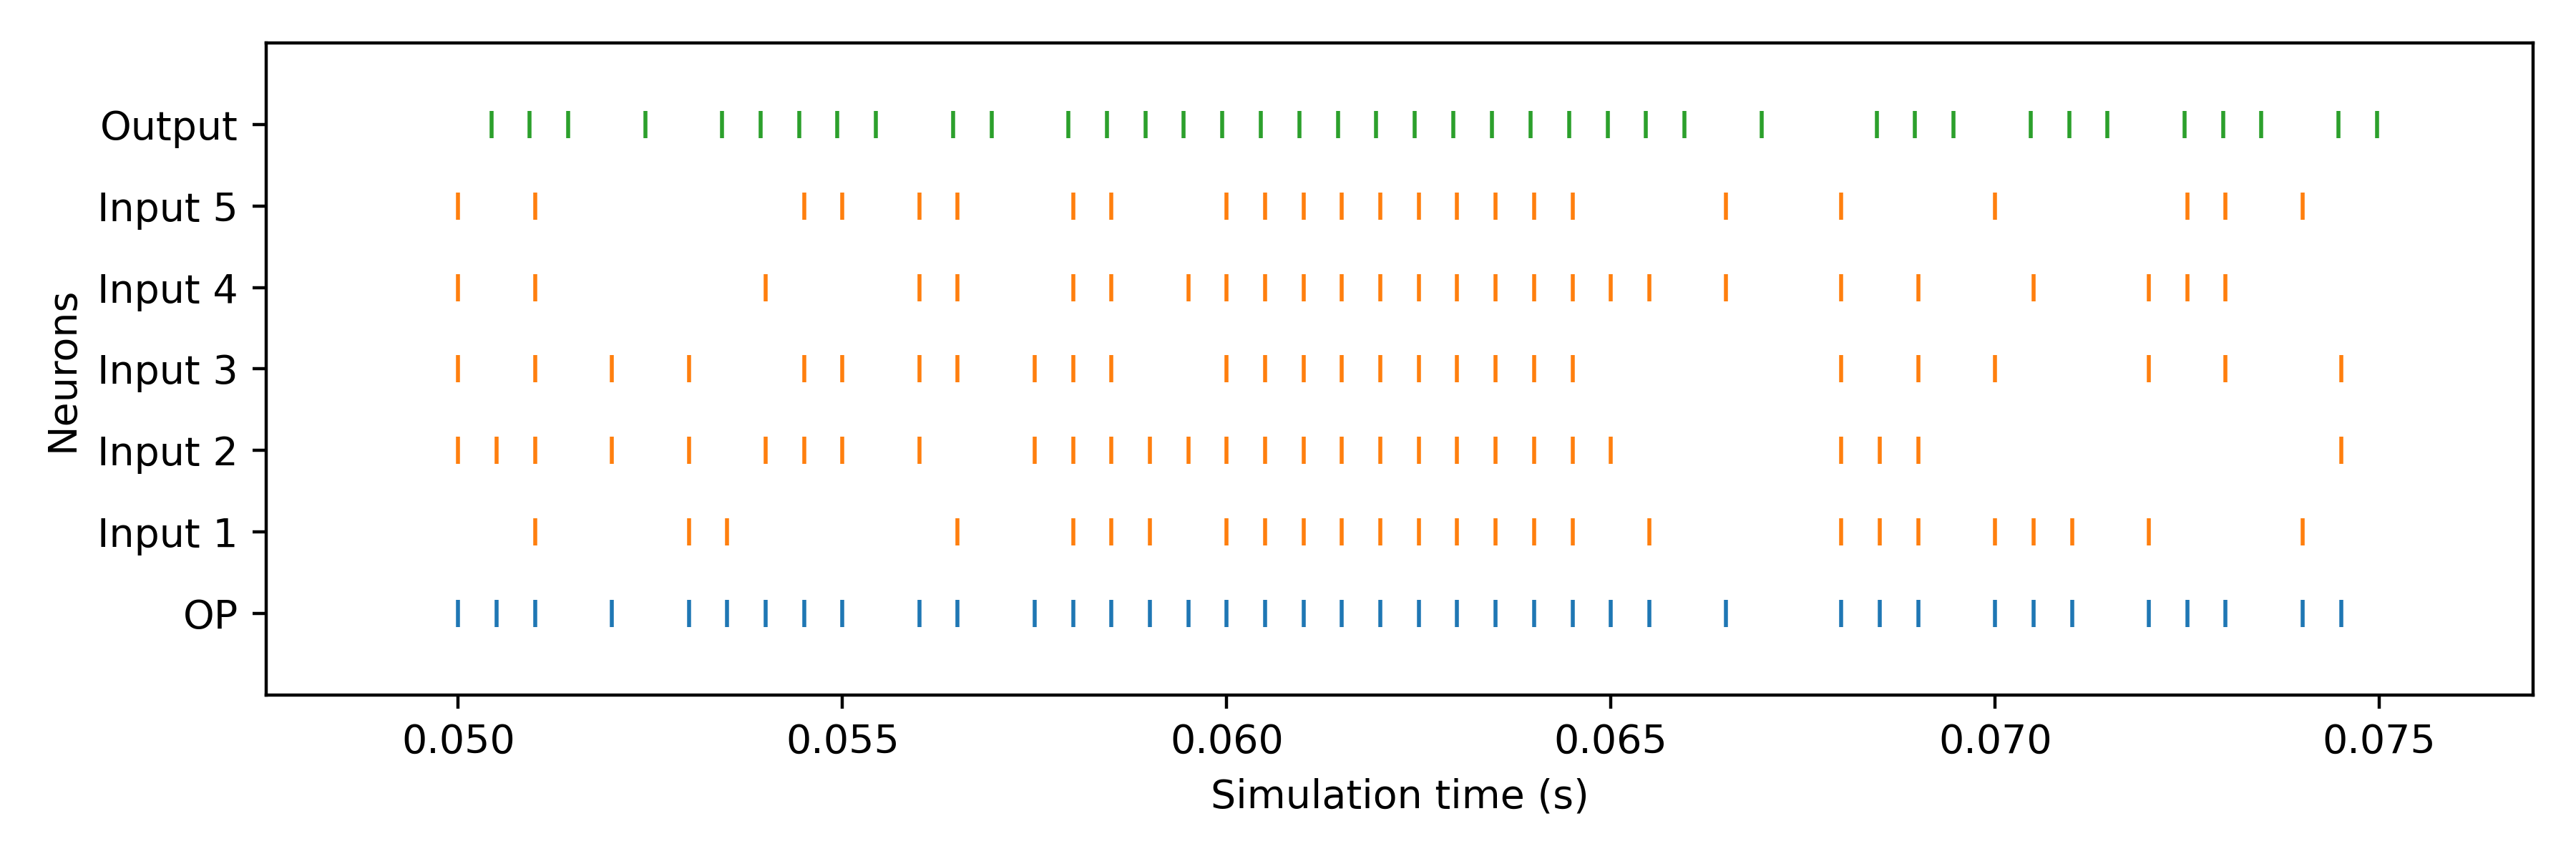 Output
Input 5
Input 4
Input 3
Input 2
Input 1
OP
Neurons
0.050 0.055 0.060 0.065 0.070 0.075
Simulation time (s)